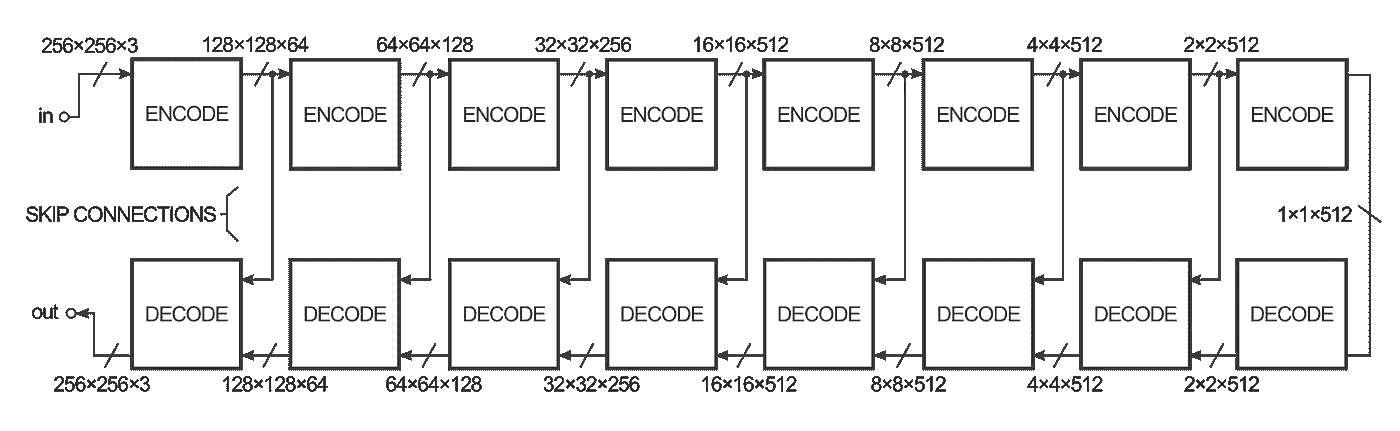 256×256×3 128×128×64 64×64×128 32×32×256 16×16×512 8×8×512 4×4×512 2×2×512
in ENCODE ENCODE ENCODE ENCODE ENCODE ENCODE ENCODE ENCODE
SKIP CONNECTIONS 1×1×512
out DECODE DECODE DECODE DECODE DECODE DECODE DECODE DECODE
256×256×3 128×128×64 64×64×128 32×32×256 16×16×512 8×8×512 4×4×512 2×2×512